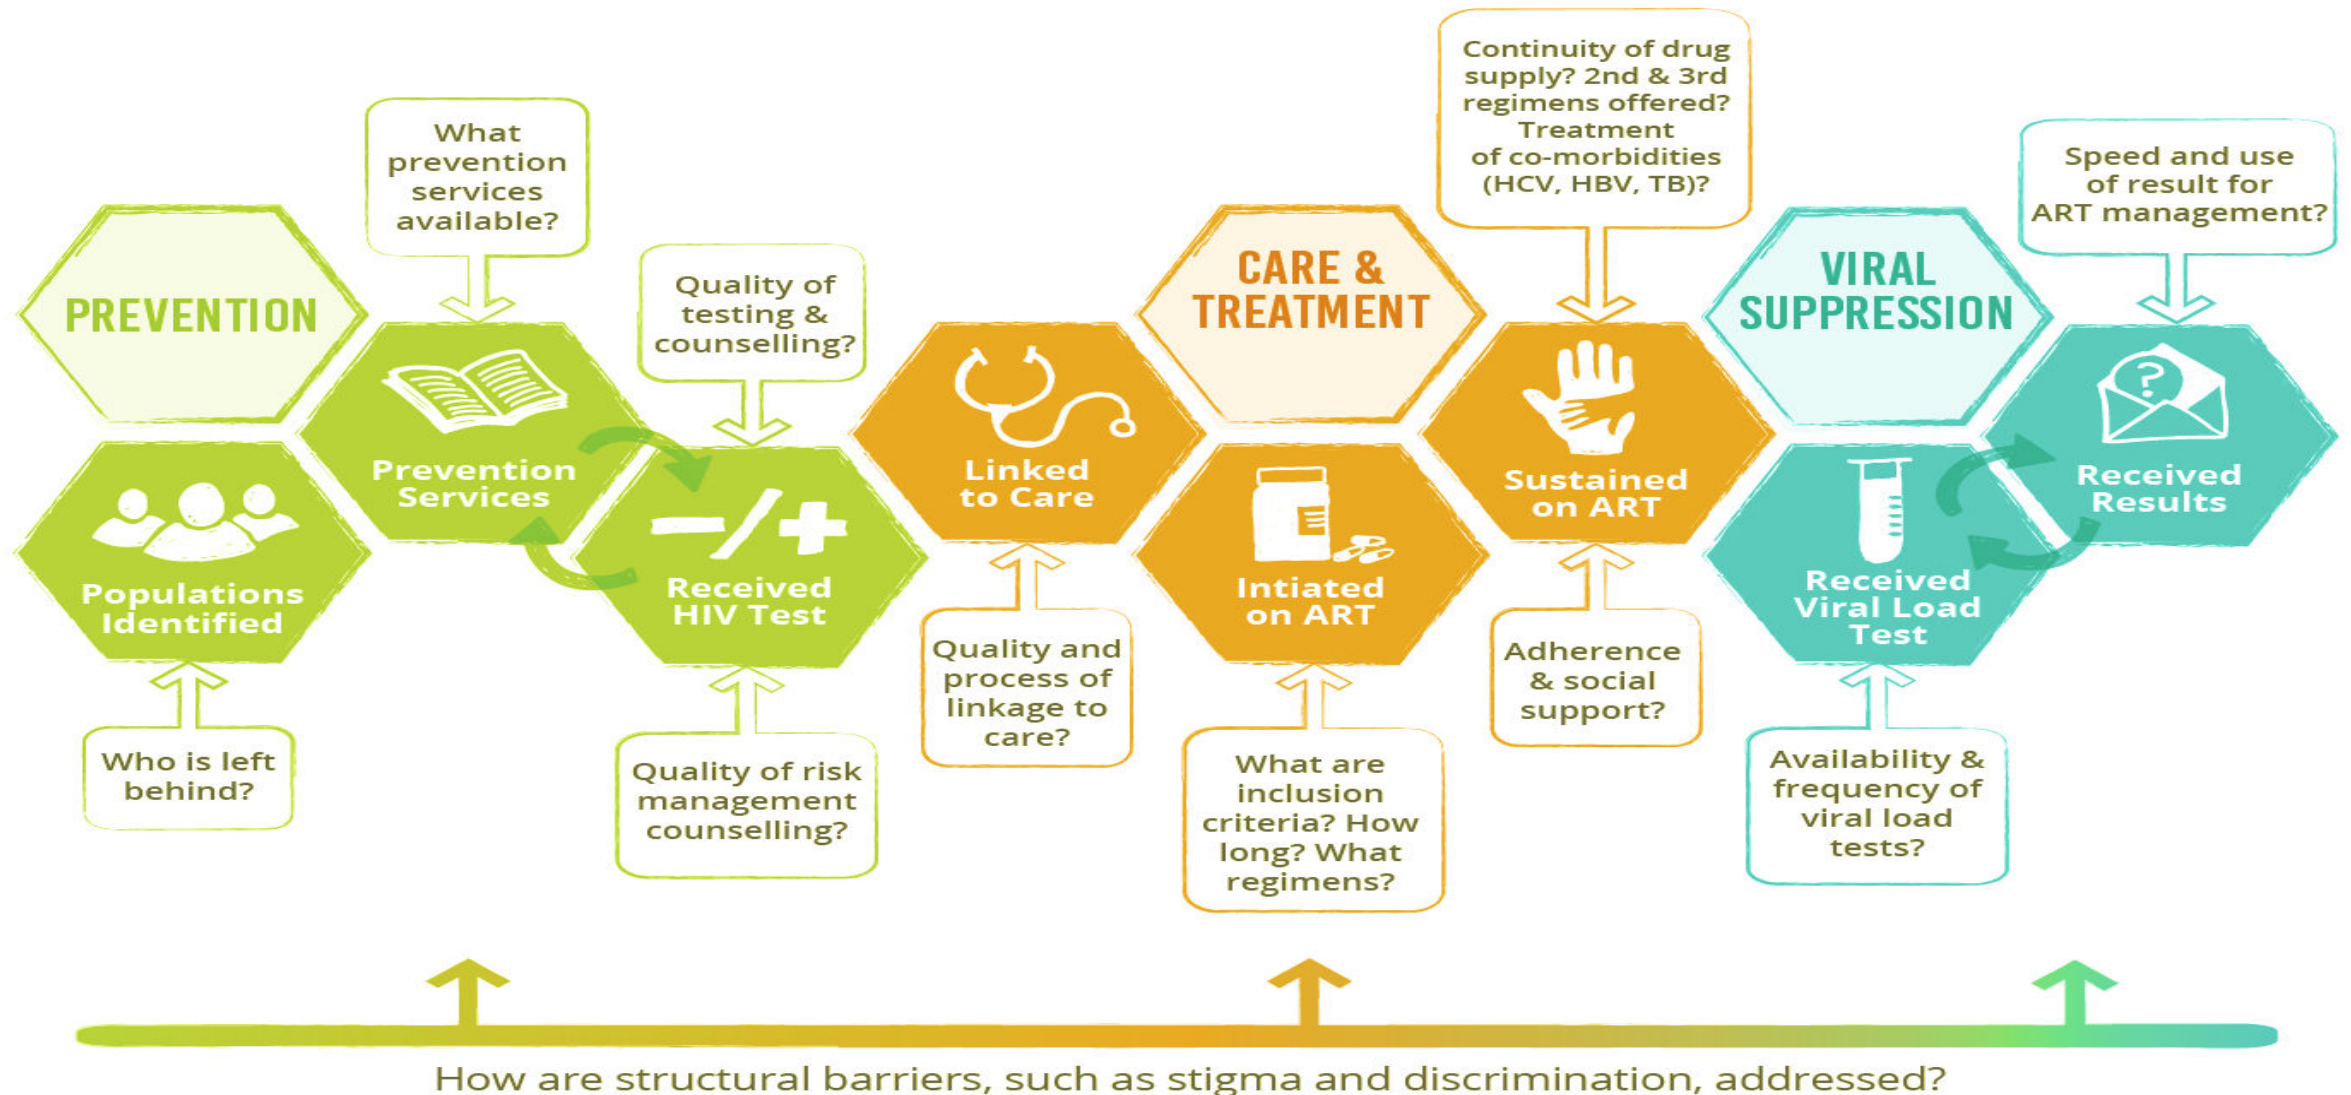 PREVENTION
Populations
Identified
Who is left
behind?
What
prevention
services
available?
Prevention
Services
Quality of
testing &
counselling?
Received
HIV Test
Quality of risk
management
counselling?
Linked
to Care
Quality and
process of
linkage to
care?
CARE &
TREATMENT
Intiated
on ART
What are
inclusion
criteria? How
long? What
regimens?
Continuity of drug
supply? 2nd & 3rd
regimens offered?
Treatment
of co-morbidities
(HCV, HBV, TB)?
Sustained
on ART
Adherence
& social
support?
VIRAL
SUPPRESSION
Received
Viral Load
Test
Availability &
frequency of
viral load
tests?
Speed and use
of result for
ART management?
?
Received
Results
How are structural barriers, such as stigma and discrimination, addressed?